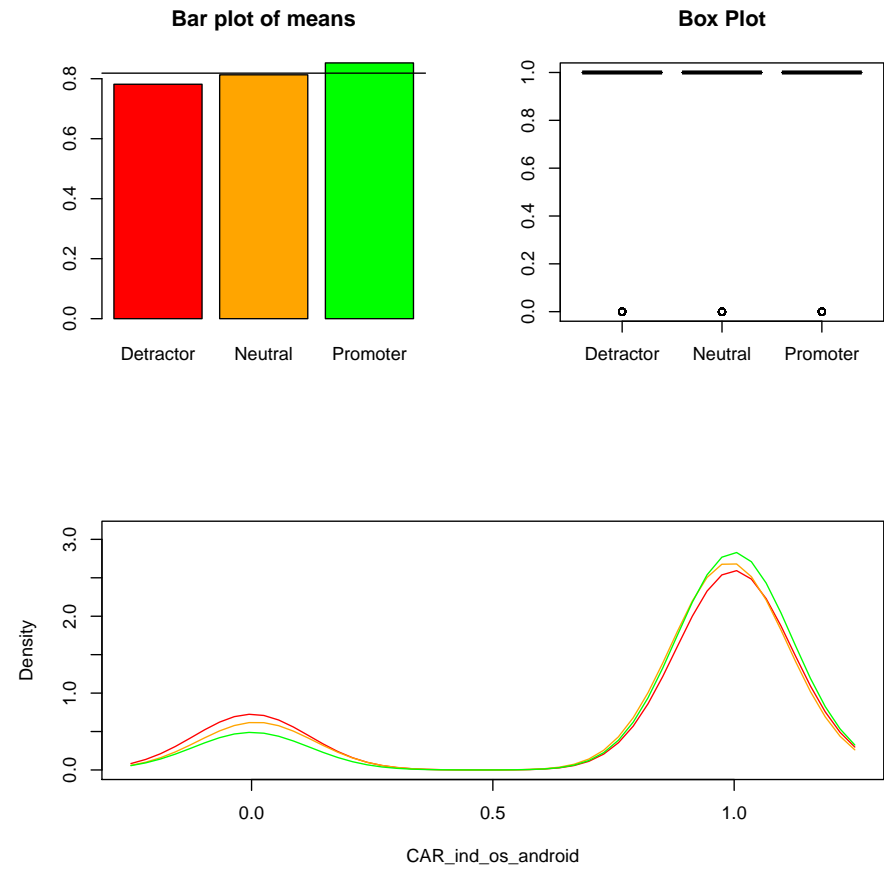 Bar plot of means
0.8
0.6
0.4
0.2
0.0
Detractor Neutral Promoter
Box Plot
1.0
0.8
0.6
0.4
0.2
0.0
Detractor Neutral Promoter
3.0
2.0
1.0
0.0
Density
0.0 0.5 1.0
CAR_ind_os_android